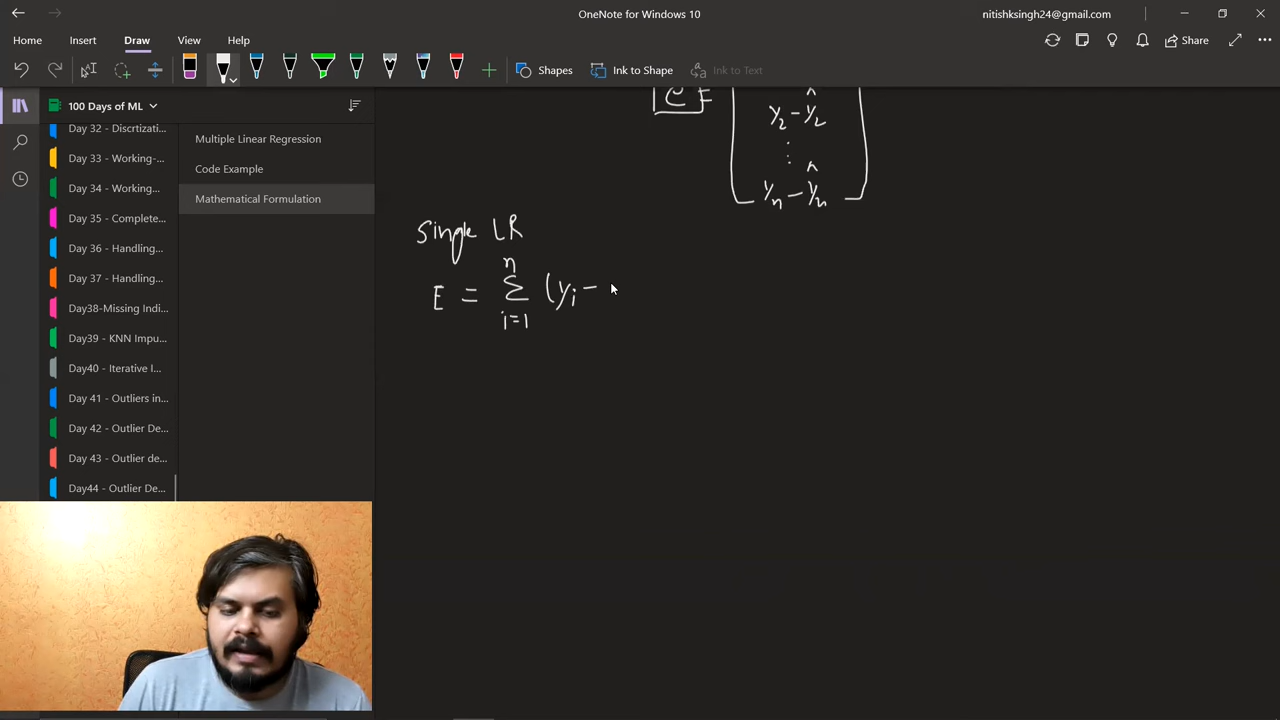 OneNote for Windows 10
nitishksingh24@gmail.com
Home Insert Draw View Help
Share
Shapes
Ink to Shape
Ink to Text
100 Days of ML
Day 32 - Discrtizati...
Day 33 - Working-...
Day 34 - Working...
Day 35 - Complete...
Day 36 - Handling...
Day 37 - Handling...
Day38-Missing Indi...
Day39 - KNN Impu...
Day40 - Iterative I...
Day 41 - Outliers in...
Day 42 - Outlier De...
Day 43 - Outlier de...
Day44 - Outlier De...
Multiple Linear Regression
Code Example
Mathematical Formulation
e =
y₂ - ŷ₂
⋮
yₙ - ŷₙ
Single LR
E = n Σ i=1 (yᵢ -